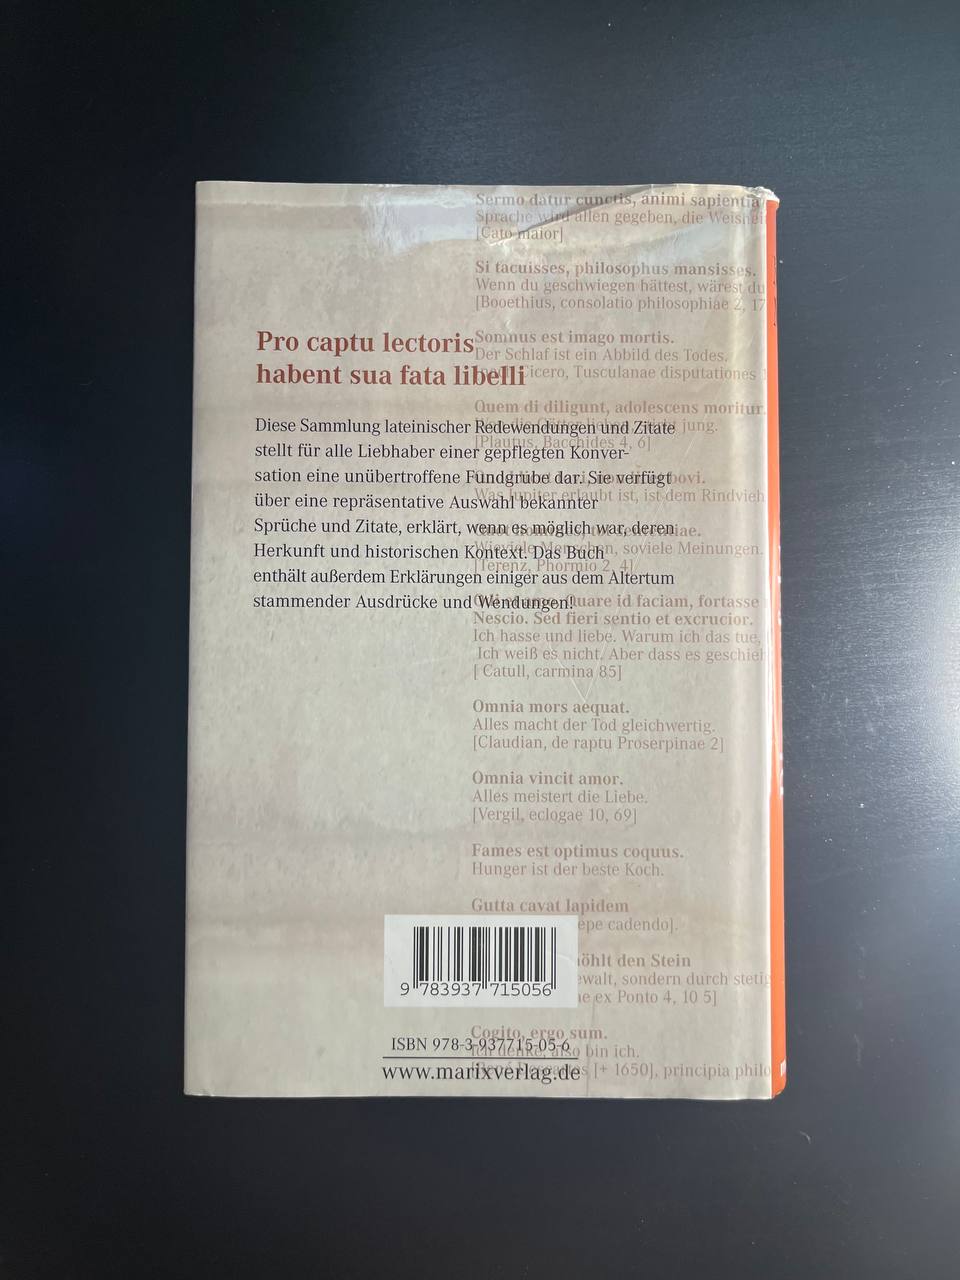 Sermo datur cunctis, animi sapientia
Sprache wird allen gegeben, die Weisheit
[Cato maior]
Si tacuisses, philosophus mansisses.
Wenn du geschwiegen hättest, wärest du
[Booethius, consolatio philosophiae 2, 17
Somnus est imago mortis.
Der Schlaf ist ein Abbild des Todes.
Cicero, Tusculanae disputationes
Quem di diligunt, adolescens moritur.
jung.
[Plautus, Bacchides 4, 6]
bovi.
Was Jupiter erlaubt ist, ist dem Rindvieh
Wieviele Menschen, soviele Meinungen.
[Terenz, Phormio 2, 4]
Quare id faciam, fortasse
Nescio. Sed fieri sentio et excrucior.
Ich hasse und liebe. Warum ich das tue,
Ich weiß es nicht. Aber dass es geschieh
[ Catull, carmina 85]
Omnia mors aequat.
Alles macht der Tod gleichwertig.
[Claudian, de raptu Proserpinae 2]
Omnia vincit amor.
Alles meistert die Liebe.
[Vergil, eclogae 10, 69]
Fames est optimus coquus.
Hunger ist der beste Koch.
Gutta cavat lapidem
epe cadendo].
öhlt den Stein
ewalt, sondern durch stetig
ex Ponto 4, 10 5]
Cogito, ergo sum.
Ich denke, also bin ich.
[René Descartes [+ 1650], principia philo
Pro captu lectoris
habent sua fata libelli
Diese Sammlung lateinischer Redewendungen und Zitate
stellt für alle Liebhaber einer gepflegten Konver-
sation eine unübertroffene Fundgrube dar. Sie verfügt
über eine repräsentative Auswahl bekannter
Sprüche und Zitate, erklärt, wenn es möglich war, deren
Herkunft und historischen Kontext. Das Buch
enthält außerdem Erklärungen einiger aus dem Altertum
stammender Ausdrücke und Wendungen!
9 783937 715056
ISBN 978-3-937715-05-6
www.marixverlag.de